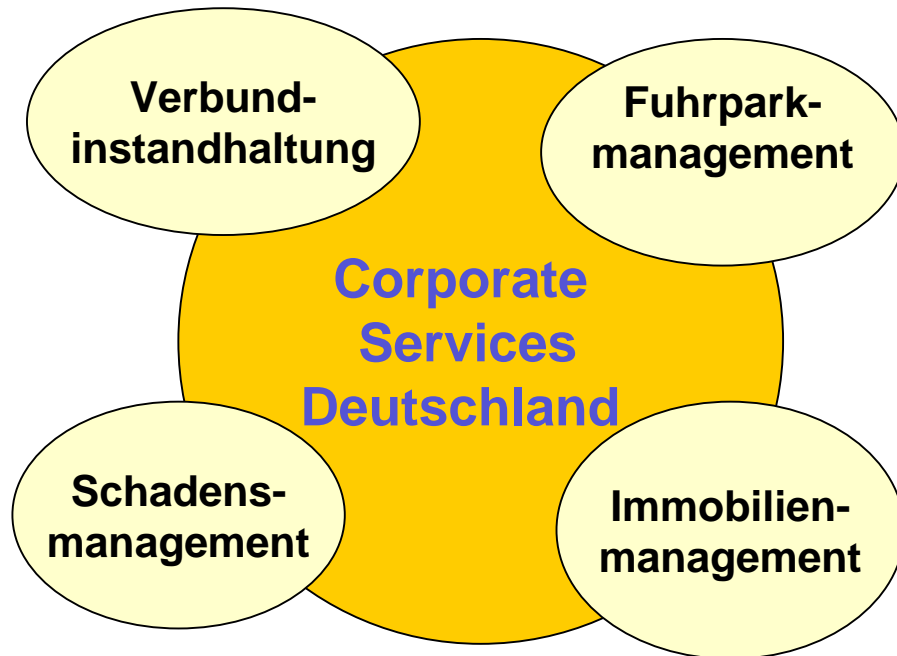 Verbund-
instandhaltung
Fuhrpark-
management
Corporate
Services
Deutschland
Schadens-
management
Immobilien-
management